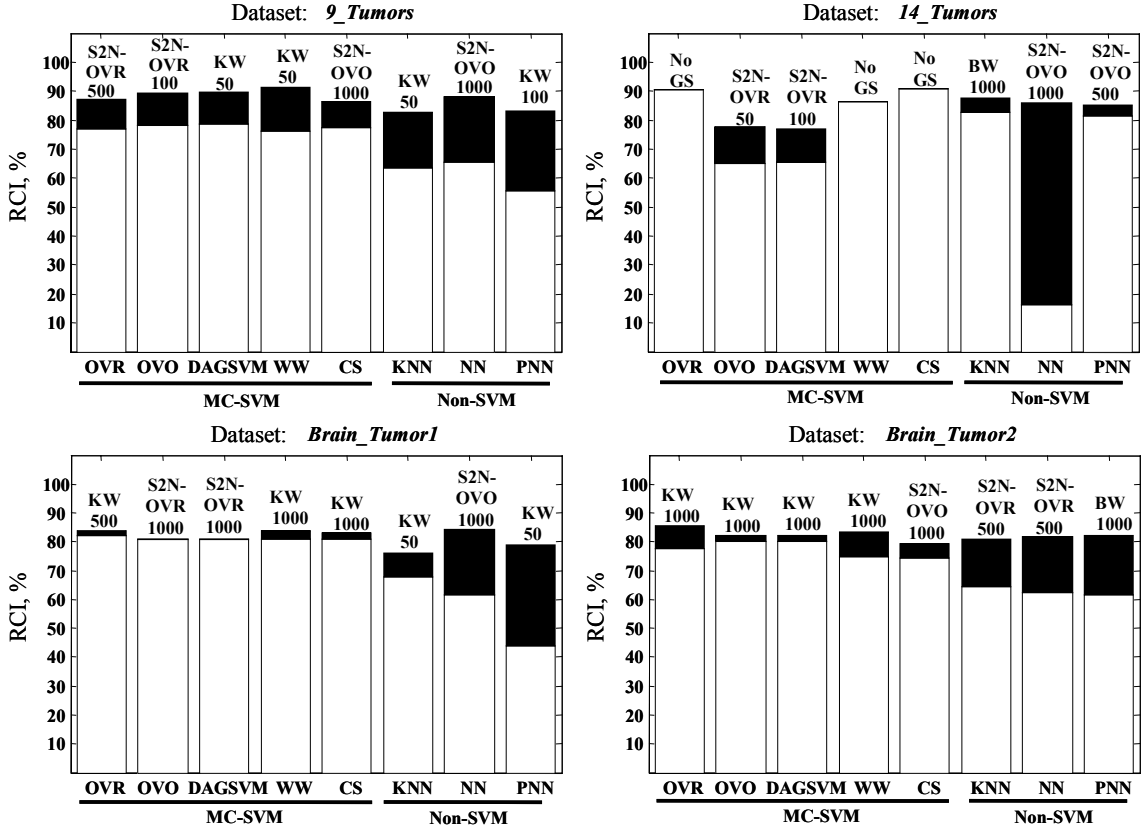 Dataset: 9_Tumors
RCI, %
100
90
80
70
60
50
40
30
20
10
S2N-
OVR
500
S2N-
OVR
100
KW
50
KW
50
S2N-
OVO
1000
KW
50
S2N-
OVO
1000
KW
100
OVR OVO DAGSVM WW CS KNN NN PNN
MC-SVM Non-SVM
Dataset: 14_Tumors
RCI, %
100
90
80
70
60
50
40
30
20
10
No
GS
S2N-
OVR
50
S2N-
OVR
100
No
GS
No
GS
BW
1000
S2N-
OVO
1000
S2N-
OVO
500
OVR OVO DAGSVM WW CS KNN NN PNN
MC-SVM Non-SVM
Dataset: Brain_Tumor1
RCI, %
100
90
80
70
60
50
40
30
20
10
KW
500
S2N-
OVR
1000
S2N-
OVR
1000
KW
1000
KW
1000
KW
50
S2N-
OVO
1000
KW
50
OVR OVO DAGSVM WW CS KNN NN PNN
MC-SVM Non-SVM
Dataset: Brain_Tumor2
RCI, %
100
90
80
70
60
50
40
30
20
10
KW
1000
KW
1000
KW
1000
KW
1000
S2N-
OVO
1000
S2N-
OVR
500
S2N-
OVR
500
BW
1000
OVR OVO DAGSVM WW CS KNN NN PNN
MC-SVM Non-SVM